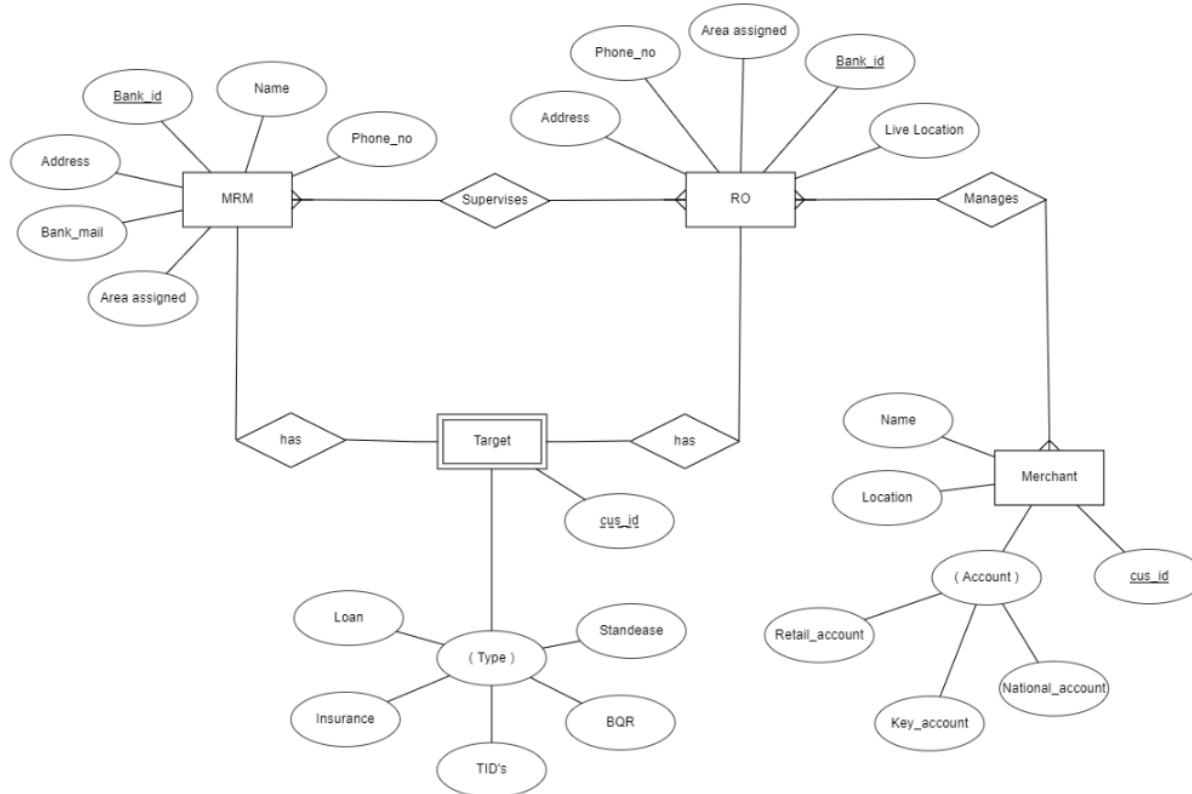 Area assigned
Phone_no
Bank_id
Name
Bank_id
Address
Live Location
Phone_no
Address
MRM
Supervises
RO
Manages
Bank_mail
Area assigned
Name
has
Target
has
Merchant
Location
cus_id
( Account )
cus_id
Loan
Standease
Retail_account
( Type )
National_account
Insurance
BQR
Key_account
TID's